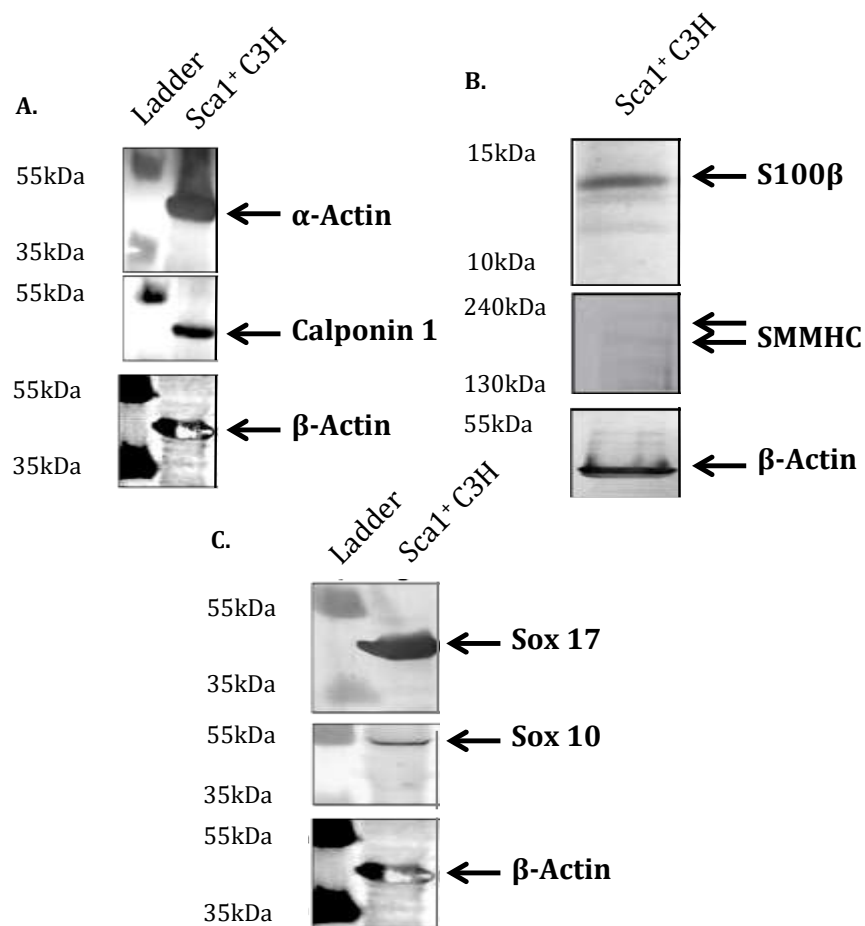 A.
Ladder
Sca1⁺ C3H
55kDa
α-Actin
35kDa
55kDa
Calponin 1
55kDa
β-Actin
35kDa
B.
Sca1⁺ C3H
15kDa
S100β
10kDa
240kDa
SMMHC
130kDa
55kDa
β-Actin
C.
Ladder
Sca1⁺ C3H
55kDa
Sox 17
35kDa
55kDa
Sox 10
35kDa
55kDa
β-Actin
35kDa